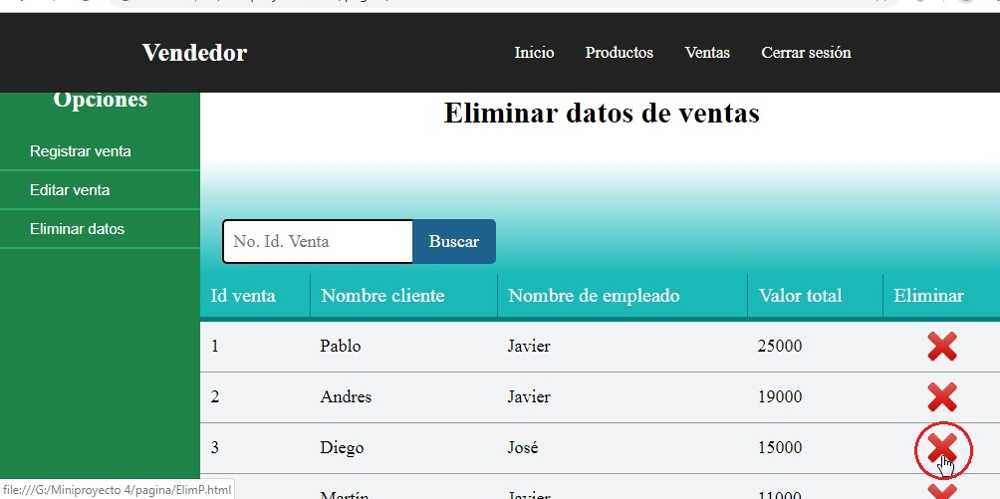 Vendedor
Inicio Productos Ventas Cerrar sesión
Opciones
Registrar venta
Editar venta
Eliminar datos
Eliminar datos de ventas
No. Id. Venta Buscar
Id venta Nombre cliente Nombre de empleado Valor total Eliminar
1 Pablo Javier 25000
2 Andres Javier 19000
3 Diego José 15000
Martín Javier 11000
file:///G:/Miniproyecto 4/pagina/ElimP.html